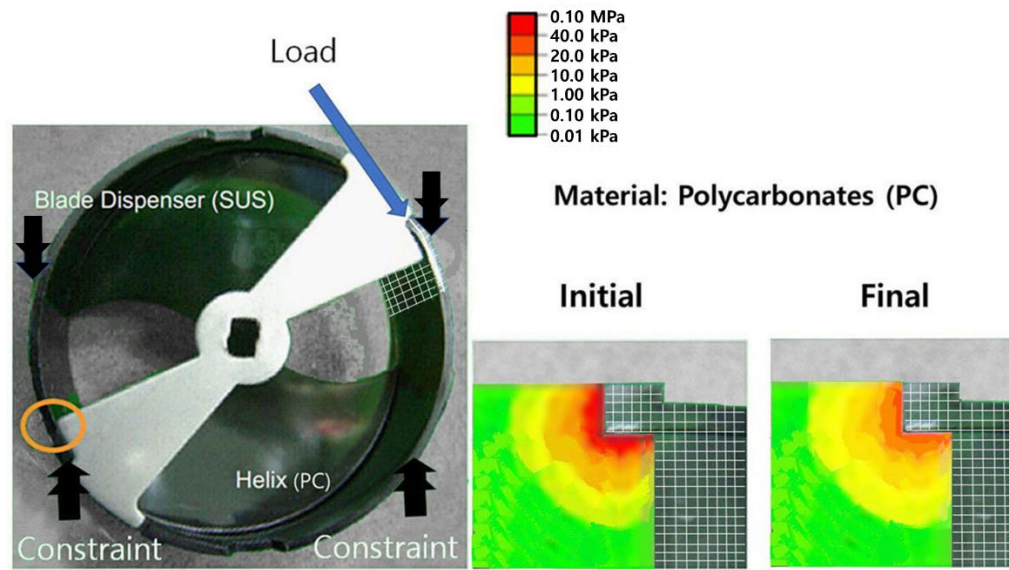 Load
0.10 MPa
40.0 kPa
20.0 kPa
10.0 kPa
1.00 kPa
0.10 kPa
0.01 kPa
Blade Dispenser (SUS)
Material: Polycarbonates (PC)
Initial
Final
Helix (PC)
Constraint
Constraint